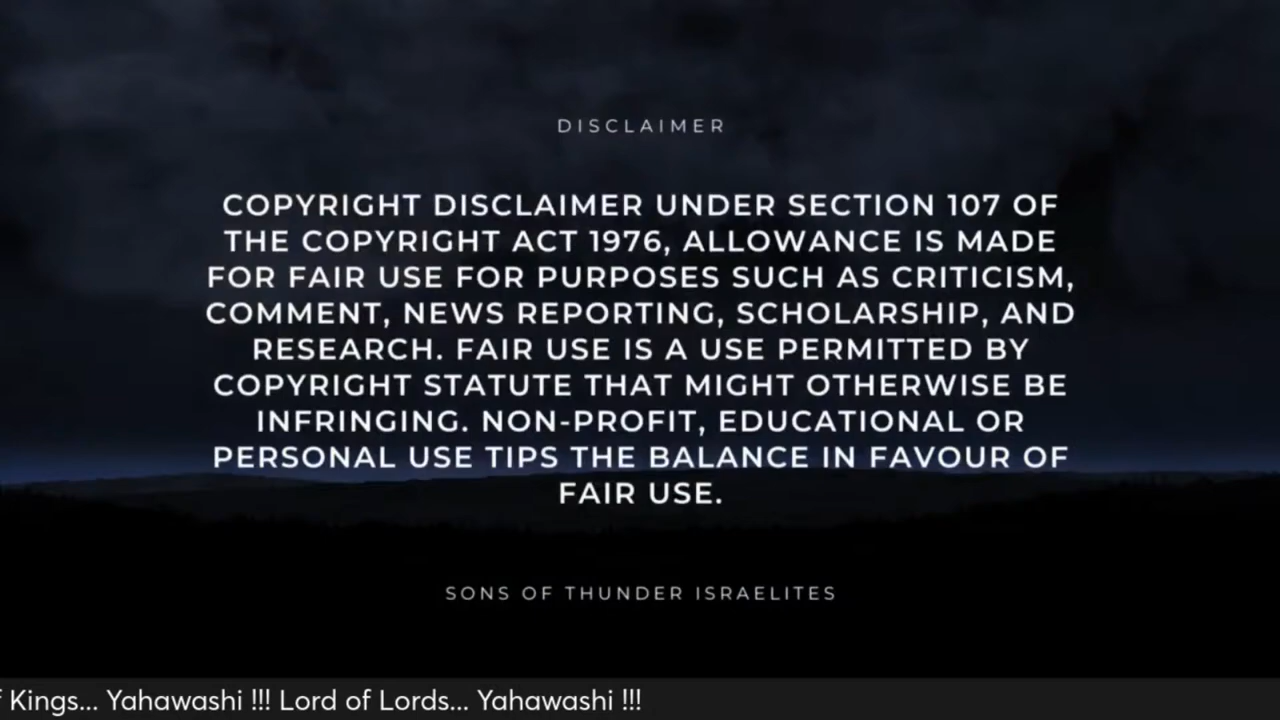 DISCLAIMER
COPYRIGHT DISCLAIMER UNDER SECTION 107 OF
THE COPYRIGHT ACT 1976, ALLOWANCE IS MADE
FOR FAIR USE FOR PURPOSES SUCH AS CRITICISM,
COMMENT, NEWS REPORTING, SCHOLARSHIP, AND
RESEARCH. FAIR USE IS A USE PERMITTED BY
COPYRIGHT STATUTE THAT MIGHT OTHERWISE BE
INFRINGING. NON-PROFIT, EDUCATIONAL OR
PERSONAL USE TIPS THE BALANCE IN FAVOUR OF
FAIR USE.
SONS OF THUNDER ISRAELITES
Kings... Yahawashi !!! Lord of Lords... Yahawashi !!!